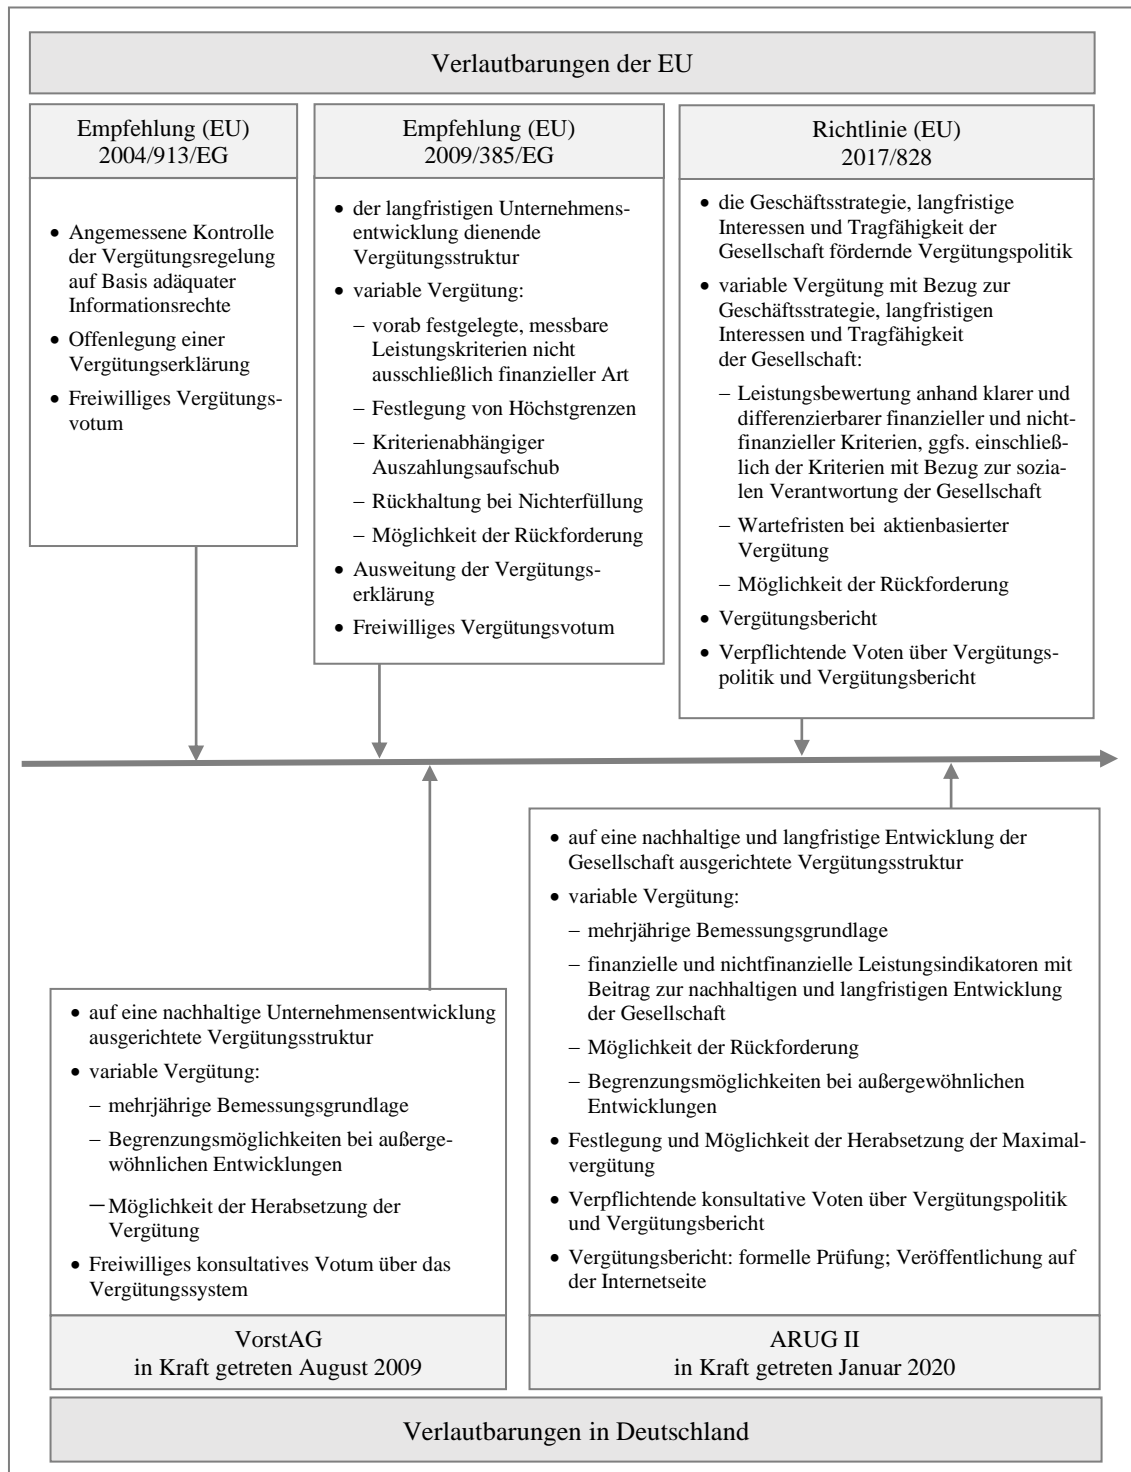 Verlautbarungen der EU
Empfehlung (EU)
2004/913/EG
• Angemessene Kontrolle
der Vergütungsregelung
auf Basis adäquater
Informationsrechte
• Offenlegung einer
Vergütungserklärung
• Freiwilliges Vergütungs-
votum
Empfehlung (EU)
2009/385/EG
• der langfristigen Unternehmens-
entwicklung dienende
Vergütungsstruktur
• variable Vergütung:
– vorab festgelegte, messbare
Leistungskriterien nicht
ausschließlich finanzieller Art
– Festlegung von Höchstgrenzen
– Kriterienabhängiger
Auszahlungsaufschub
– Rückhaltung bei Nichterfüllung
– Möglichkeit der Rückforderung
• Ausweitung der Vergütungs-
erklärung
• Freiwilliges Vergütungsvotum
Richtlinie (EU)
2017/828
• die Geschäftsstrategie, langfristige
Interessen und Tragfähigkeit der
Gesellschaft fördernde Vergütungspolitik
• variable Vergütung mit Bezug zur
Geschäftsstrategie, langfristigen
Interessen und Tragfähigkeit
der Gesellschaft:
– Leistungsbewertung anhand klarer und
differenzierbarer finanzieller und nicht-
finanzieller Kriterien, ggfs. einschließ-
lich der Kriterien mit Bezug zur sozia-
len Verantwortung der Gesellschaft
– Wartefristen bei aktienbasierter
Vergütung
– Möglichkeit der Rückforderung
• Vergütungsbericht
• Verpflichtende Voten über Vergütungs-
politik und Vergütungsbericht
• auf eine nachhaltige Unternehmensentwicklung
ausgerichtete Vergütungsstruktur
• variable Vergütung:
– mehrjährige Bemessungsgrundlage
– Begrenzungsmöglichkeiten bei außerge-
wöhnlichen Entwicklungen
– Möglichkeit der Herabsetzung der
Vergütung
• Freiwilliges konsultatives Votum über das
Vergütungssystem
VorstAG
in Kraft getreten August 2009
• auf eine nachhaltige und langfristige Entwicklung der
Gesellschaft ausgerichtete Vergütungsstruktur
• variable Vergütung:
– mehrjährige Bemessungsgrundlage
– finanzielle und nichtfinanzielle Leistungsindikatoren mit
Beitrag zur nachhaltigen und langfristigen Entwicklung
der Gesellschaft
– Möglichkeit der Rückforderung
– Begrenzungsmöglichkeiten bei außergewöhnlichen
Entwicklungen
• Festlegung und Möglichkeit der Herabsetzung der Maximal-
vergütung
• Verpflichtende konsultative Voten über Vergütungspolitik
und Vergütungsbericht
• Vergütungsbericht: formelle Prüfung; Veröffentlichung auf
der Internetseite
ARUG II
in Kraft getreten Januar 2020
Verlautbarungen in Deutschland